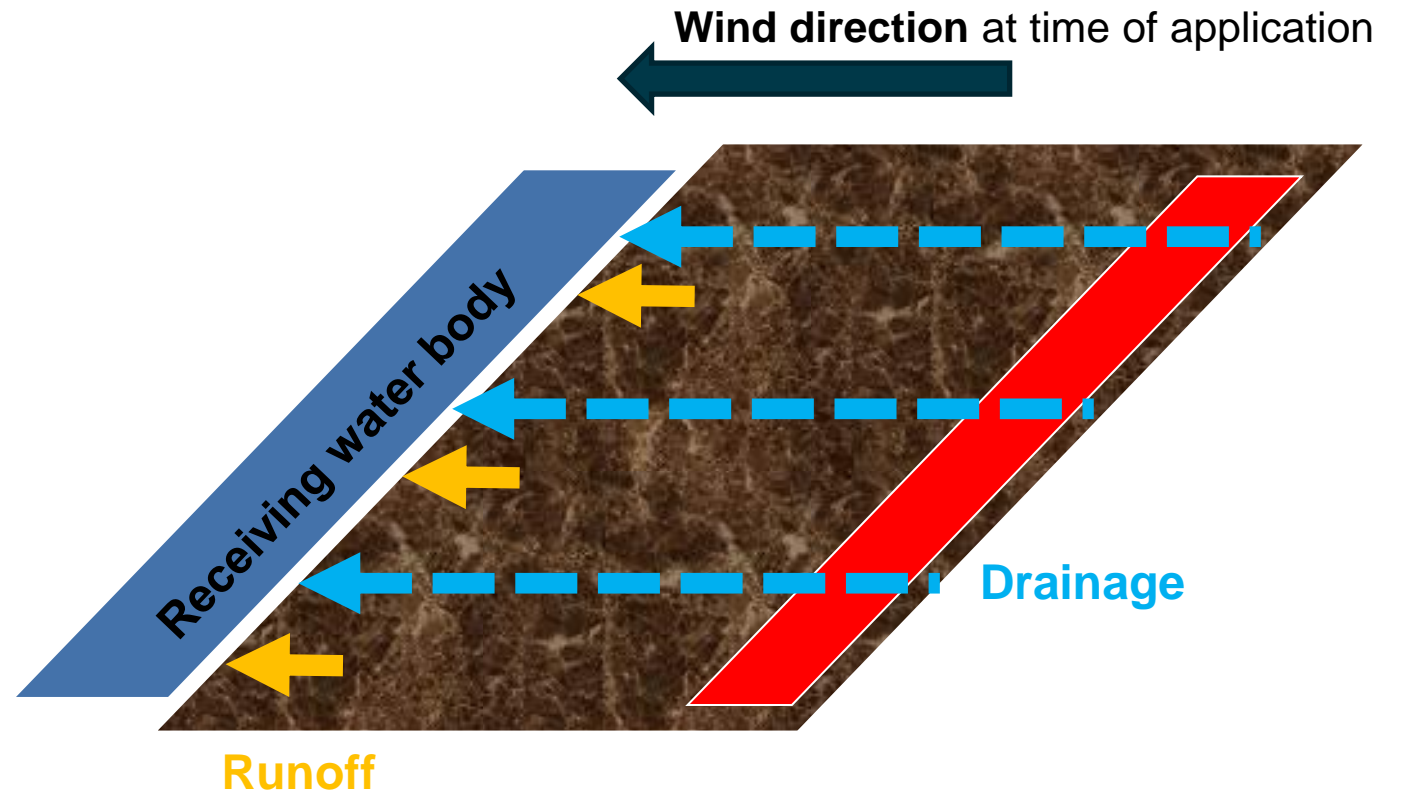 Wind direction at time of application
Receiving water body
Drainage
Runoff